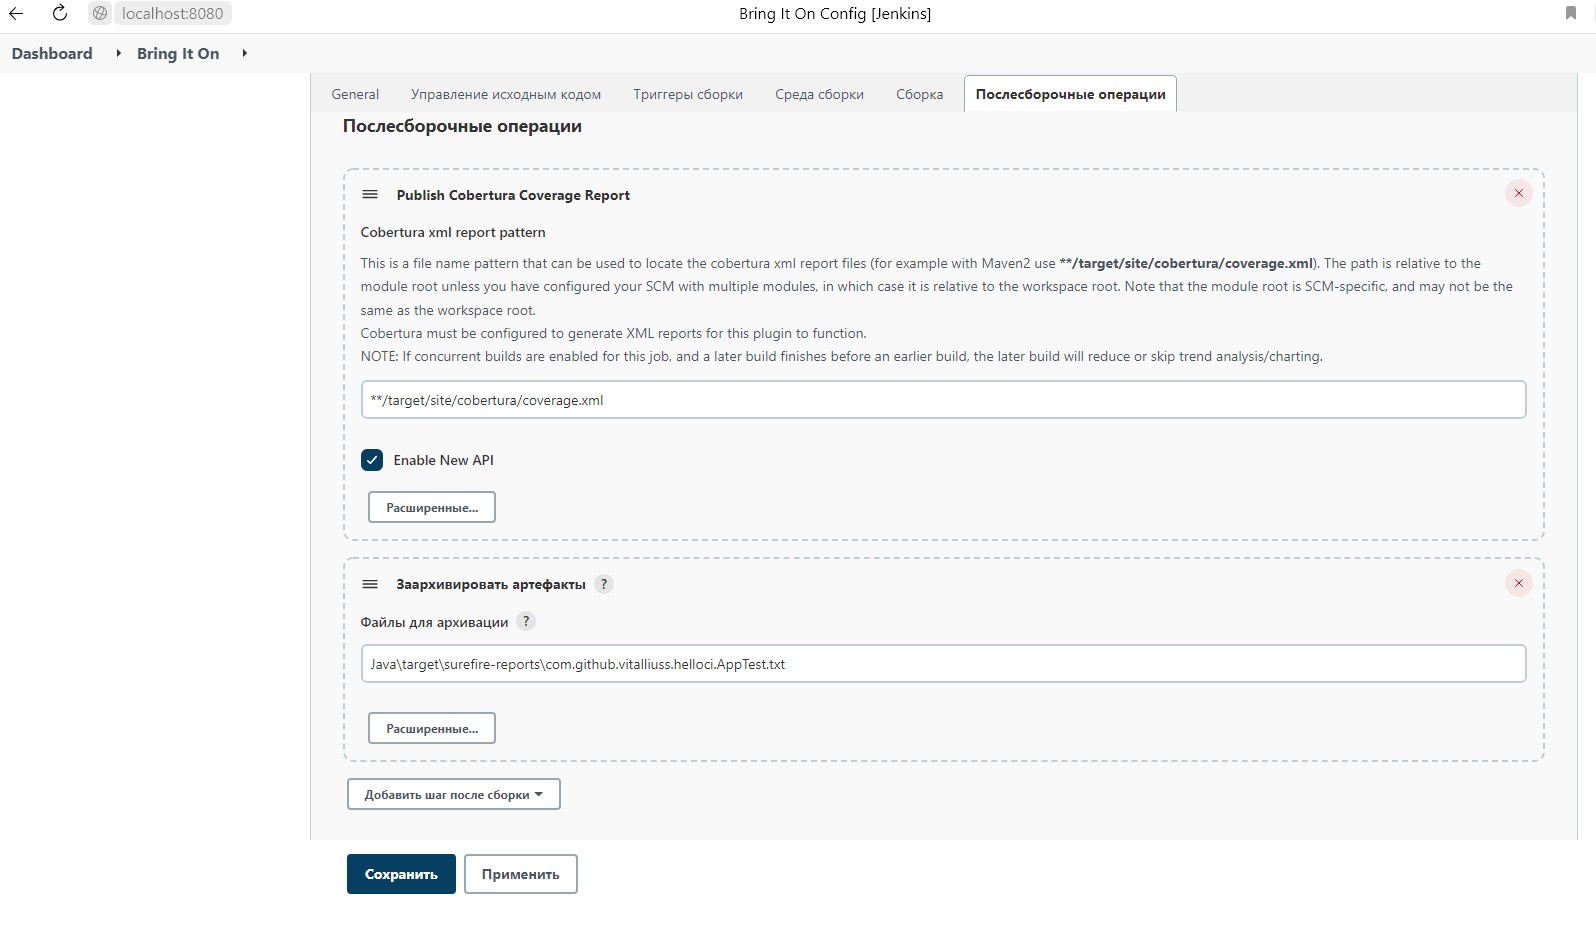 localhost:8080
Bring It On Config [Jenkins]
Dashboard
Bring It On
General
Управление исходным кодом
Триггеры сборки
Среда сборки
Сборка
Послесборочные операции
Послесборочные операции
Publish Cobertura Coverage Report
Cobertura xml report pattern
This is a file name pattern that can be used to locate the cobertura xml report files (for example with Maven2 use **/target/site/cobertura/coverage.xml). The path is relative to the
module root unless you have configured your SCM with multiple modules, in which case it is relative to the workspace root. Note that the module root is SCM-specific, and may not be the
same as the workspace root.
Cobertura must be configured to generate XML reports for this plugin to function.
NOTE: If concurrent builds are enabled for this job, and a later build finishes before an earlier build, the later build will reduce or skip trend analysis/charting.
**/target/site/cobertura/coverage.xml
Enable New API
Расширенные...
Заархивировать артефакты ?
Файлы для архивации ?
Java\target\surefire-reports\com.github.vitalliuss.helloci.AppTest.txt
Расширенные...
Добавить шаг после сборки
Сохранить
Применить